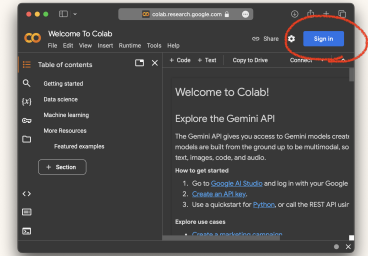 colab.research.google.com
Welcome To Colab
File Edit View Insert Runtime Tools Help
Share
Sign in
Table of contents
+ Code + Text Copy to Drive
Connect
Getting started
Data science
Machine learning
More Resources
Featured examples
+ Section
Welcome to Colab!
Explore the Gemini API
The Gemini API gives you access to Gemini models create
models are built from the ground up to be multimodal, so
text, images, code, and audio.
How to get started
1. Go to Google AI Studio and log in with your Google
2. Create an API key.
3. Use a quickstart for Python, or call the REST API usin
Explore use cases
Create a marketing campaign